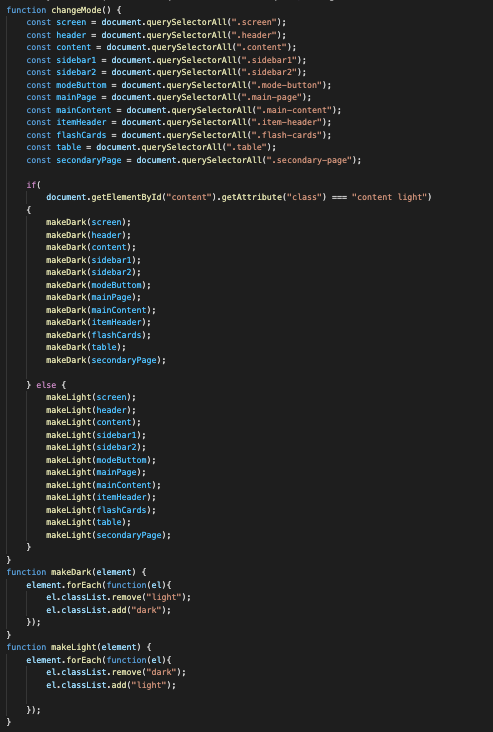 function changeMode() {
    const screen = document.querySelectorAll(".screen");
    const header = document.querySelectorAll(".header");
    const content = document.querySelectorAll(".content");
    const sidebar1 = document.querySelectorAll(".sidebar1");
    const sidebar2 = document.querySelectorAll(".sidebar2");
    const modeButtom = document.querySelectorAll(".mode-button");
    const mainPage = document.querySelectorAll(".main-page");
    const mainContent = document.querySelectorAll(".main-content");
    const itemHeader = document.querySelectorAll(".item-header");
    const flashCards = document.querySelectorAll(".flash-cards");
    const table = document.querySelectorAll(".table");
    const secondaryPage = document.querySelectorAll(".secondary-page");
    if(
        document.getElementById("content").getAttribute("class") === "content light")
    {
        makeDark(screen);
        makeDark(header);
        makeDark(content);
        makeDark(sidebar1);
        makeDark(sidebar2);
        makeDark(modeButtom);
        makeDark(mainPage);
        makeDark(mainContent);
        makeDark(itemHeader);
        makeDark(flashCards);
        makeDark(table);
        makeDark(secondaryPage);
    } else {
        makeLight(screen);
        makeLight(header);
        makeLight(content);
        makeLight(sidebar1);
        makeLight(sidebar2);
        makeLight(modeButtom);
        makeLight(mainPage);
        makeLight(mainContent);
        makeLight(itemHeader);
        makeLight(flashCards);
        makeLight(table);
        makeLight(secondaryPage);
    }
}
function makeDark(element) {
    element.forEach(function(el){
        el.classList.remove("light");
        el.classList.add("dark");
    });
}
function makeLight(element) {
    element.forEach(function(el){
        el.classList.remove("dark");
        el.classList.add("light");
    });
}